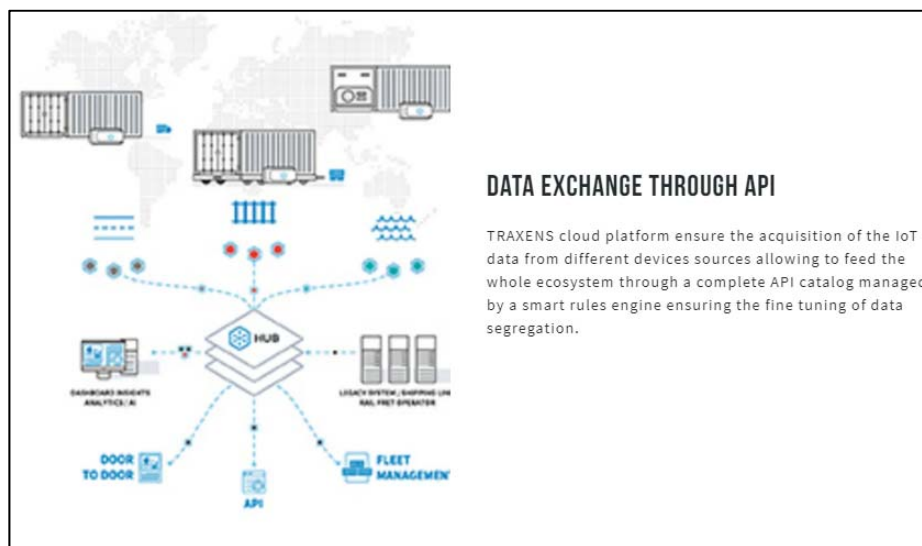 HUB
DASHBOARD INSIGHTS
ANALYTICS / AI
LEGACY SYSTEM / SHIPPING LINE
RAIL FRET OPERATOR
DOOR
TO DOOR
API
FLEET
MANAGEMENT
DATA EXCHANGE THROUGH API
TRAXENS cloud platform ensure the acquisition of the IoT
data from different devices sources allowing to feed the
whole ecosystem through a complete API catalog managed
by a smart rules engine ensuring the fine tuning of data
segregation.